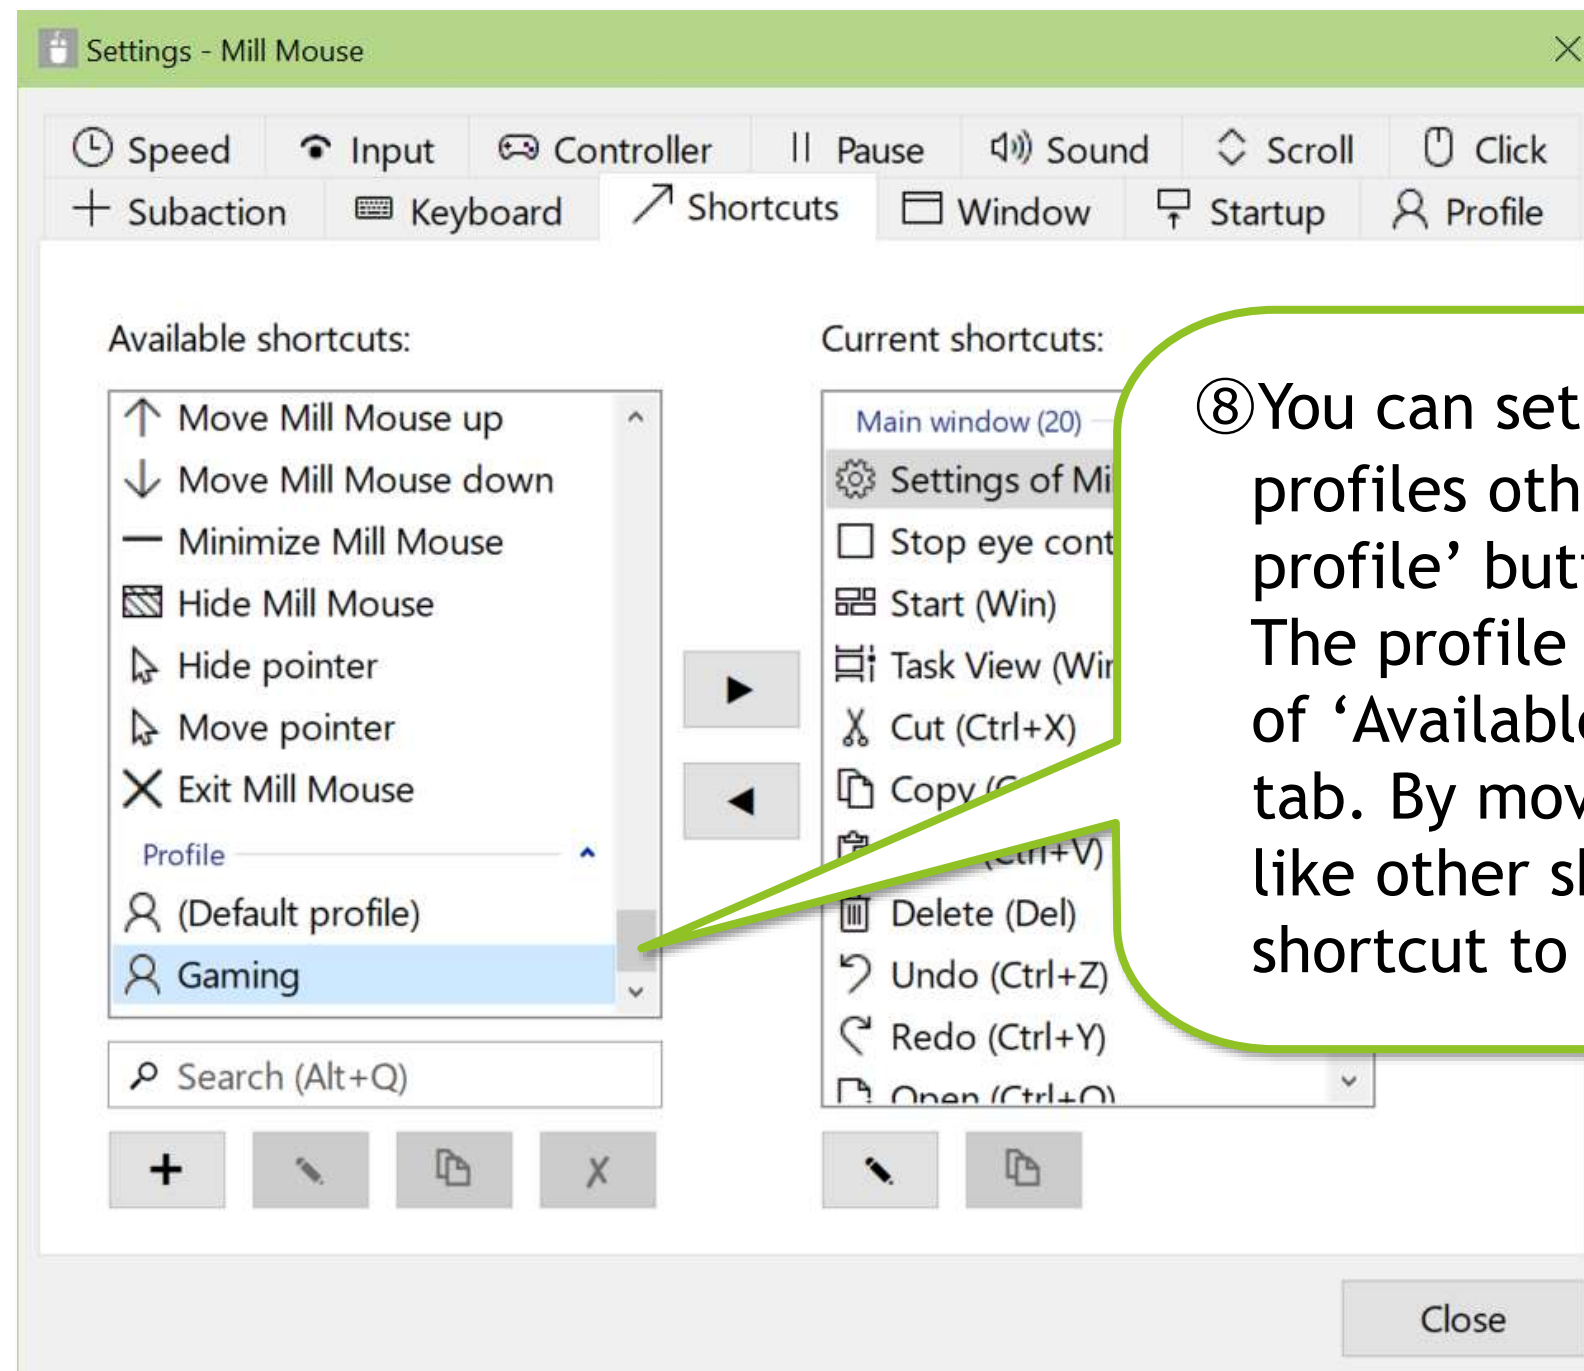 Settings - Mill Mouse
Speed Input Controller Pause Sound Scroll Click
Subaction Keyboard Shortcuts Window Startup Profile
Available shortcuts:
Move Mill Mouse up
Move Mill Mouse down
Minimize Mill Mouse
Hide Mill Mouse
Hide pointer
Move pointer
Exit Mill Mouse
Profile
(Default profile)
Gaming
Search (Alt+Q)
Current shortcuts:
Main window (20)
Settings of Mi
Stop eye cont
Start (Win)
Task View (Wi
Cut (Ctrl+X)
Copy (C
(Ctrl+V)
Delete (Del)
Undo (Ctrl+Z)
Redo (Ctrl+Y)
Open (Ctrl+O)
⑧You can set
profiles oth
profile’ but
The profile
of ‘Available
tab. By mov
like other sh
shortcut to
Close